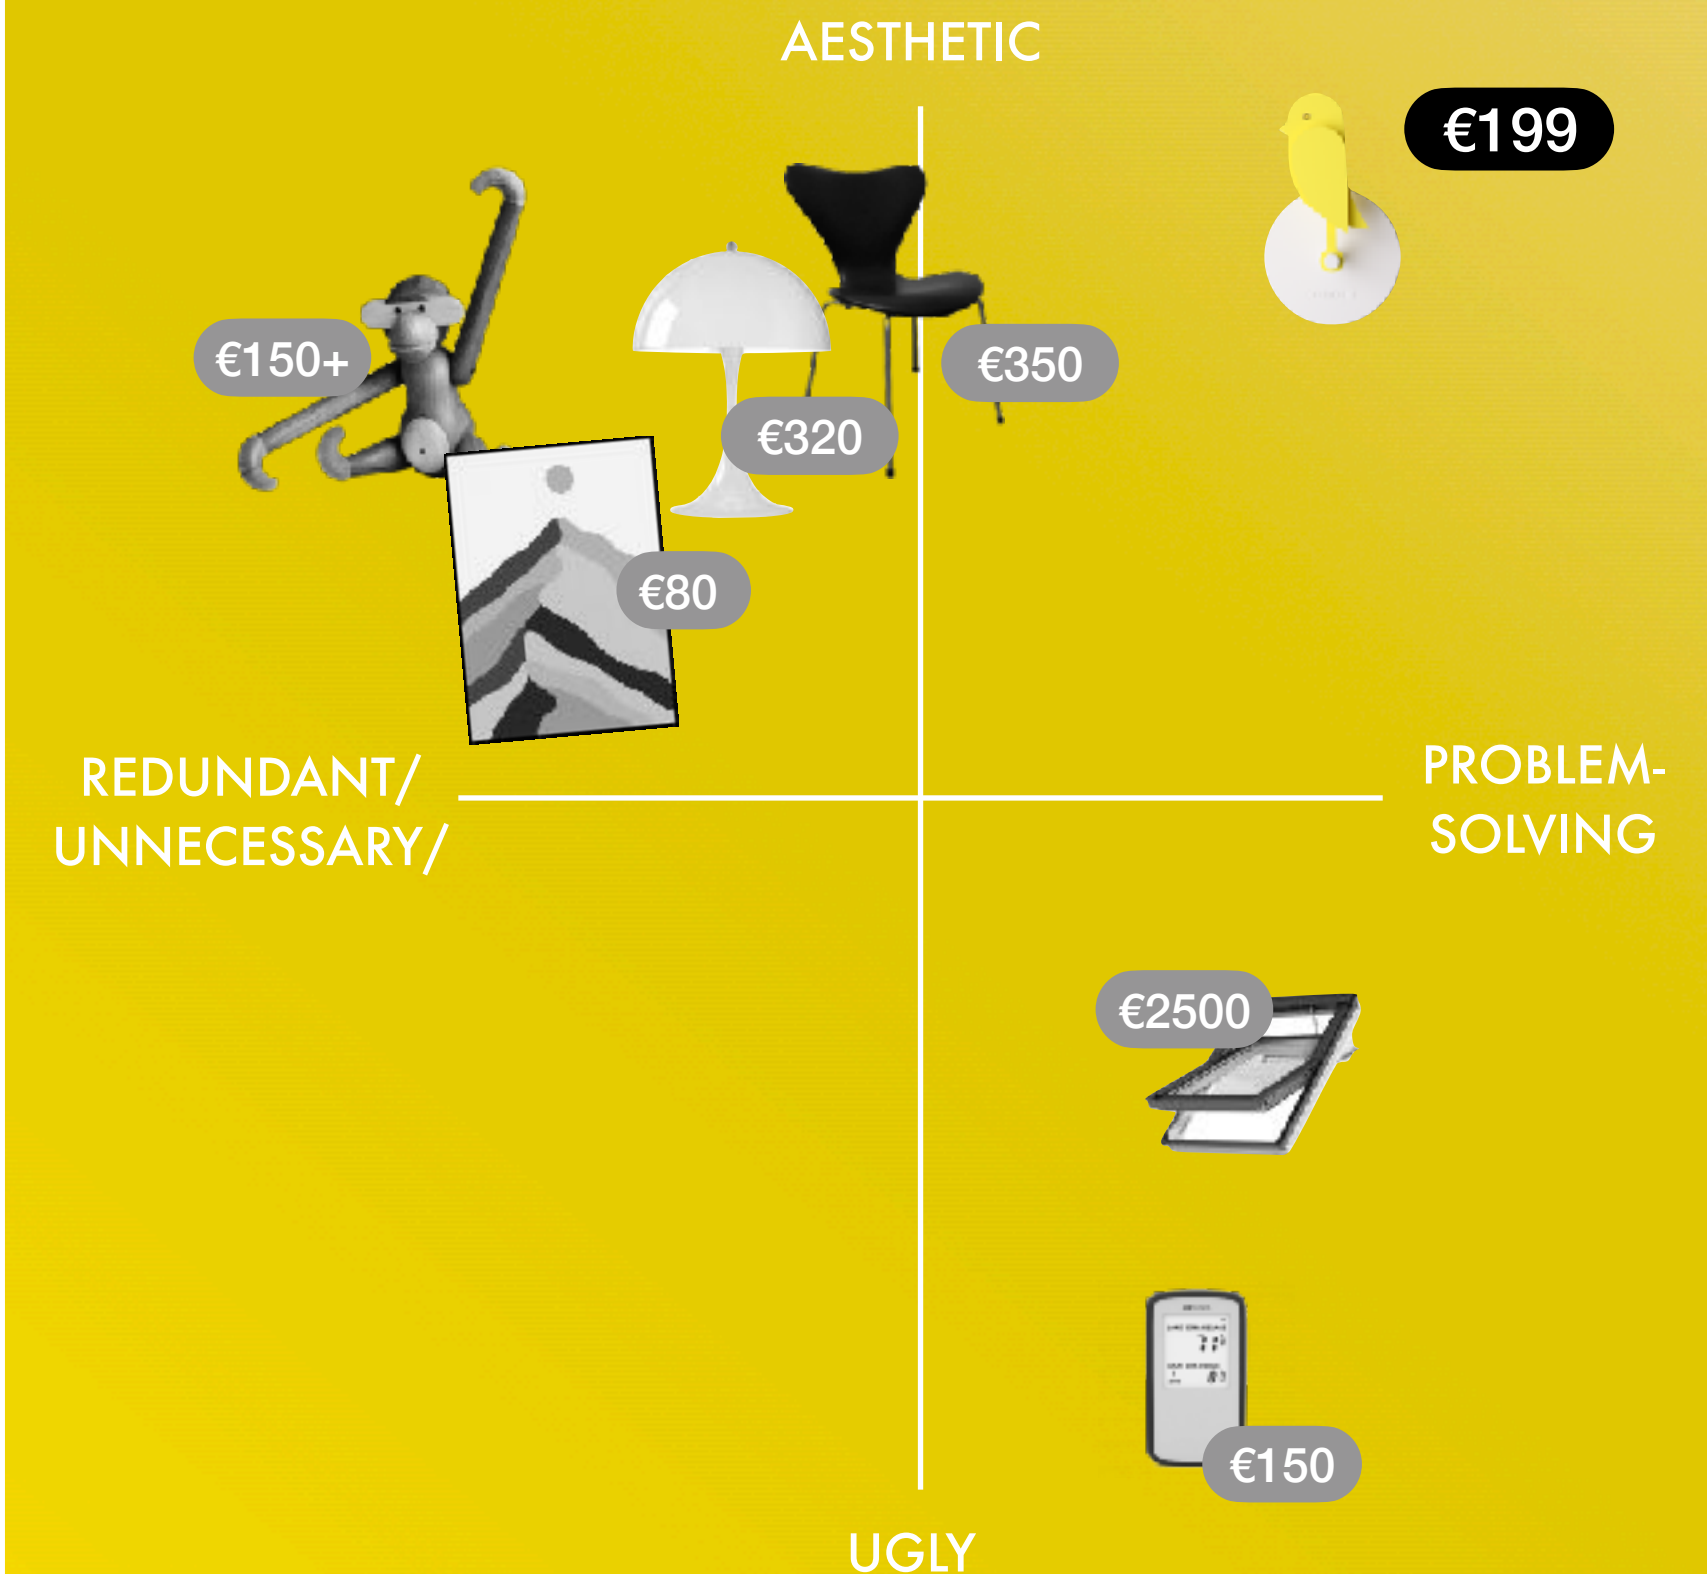 AESTHETIC
€199
€150+
€350
€320
€80
REDUNDANT/
UNNECESSARY/
PROBLEM-
SOLVING
€2500
€150
UGLY